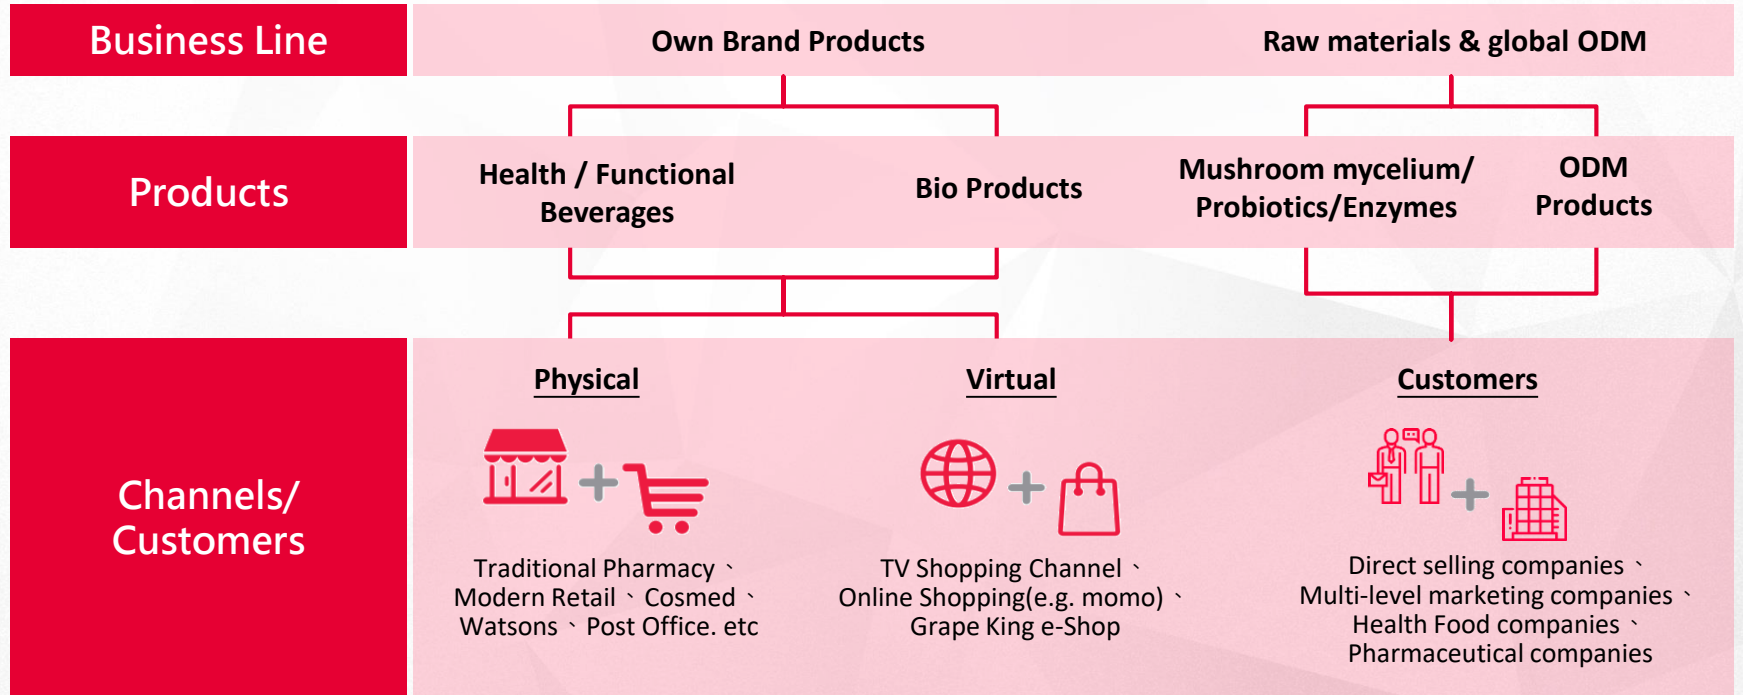 Business Line
Own Brand Products
Raw materials & global ODM
Products
Health / Functional
Beverages
Bio Products
Mushroom mycelium/
Probiotics/Enzymes
ODM
Products
Channels/
Customers
Physical
Traditional Pharmacy、
Modern Retail、Cosmed、
Watsons、Post Office. etc
Virtual
TV Shopping Channel、
Online Shopping(e.g. momo)、
Grape King e-Shop
Customers
Direct selling companies、
Multi-level marketing companies、
Health Food companies、
Pharmaceutical companies